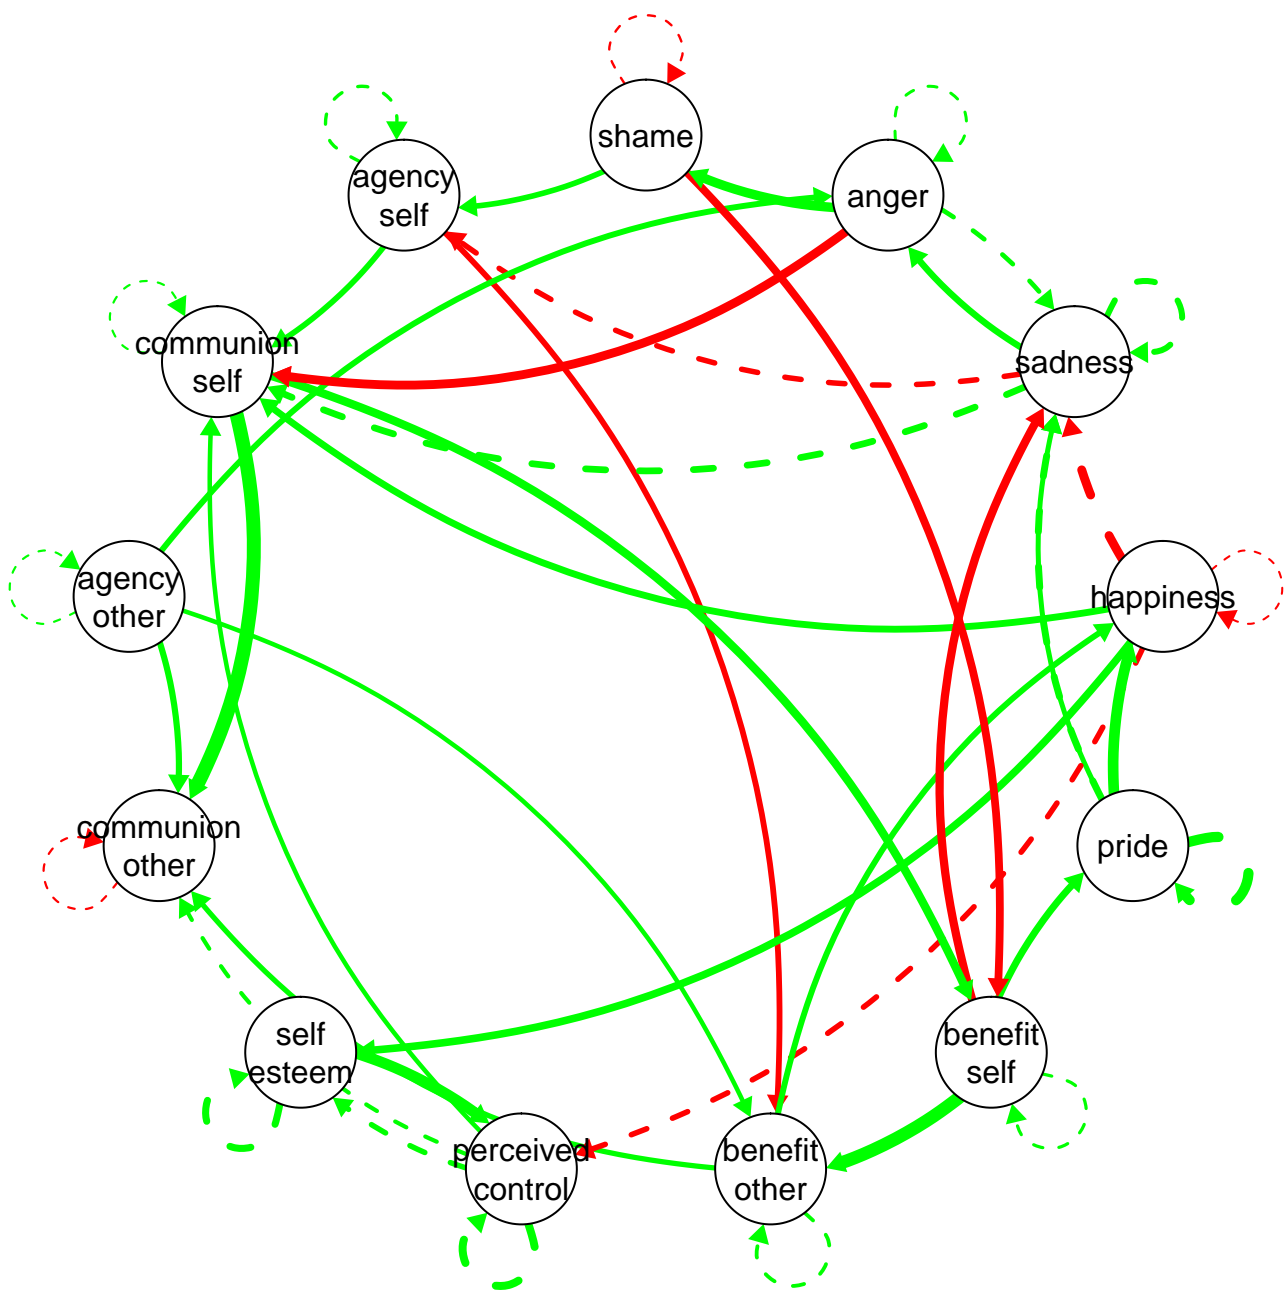 shame
agency
self
anger
communion
self
sadness
agency
other
happiness
communion
other
pride
self
esteem
benefit
self
perceived
control
benefit
other